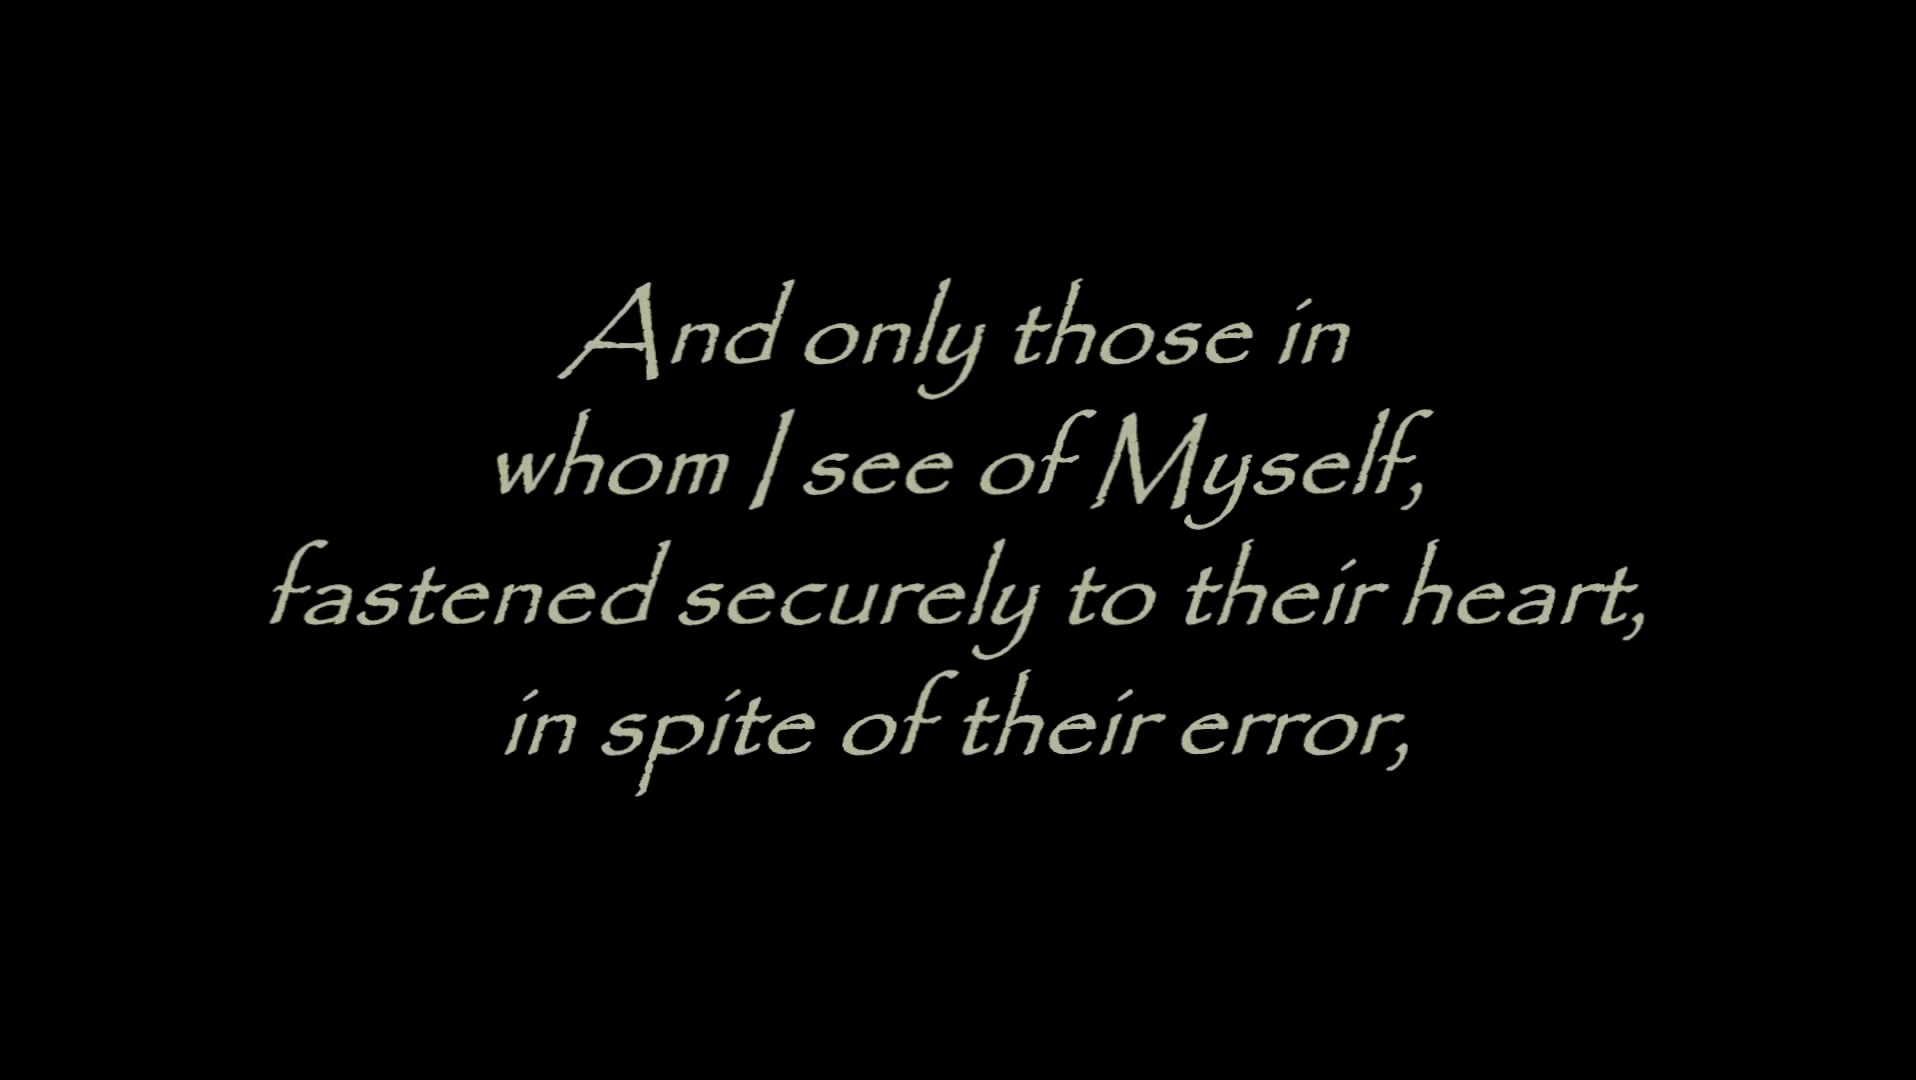 And only those in
whom I see of Myself,
fastened securely to their heart,
in spite of their error,